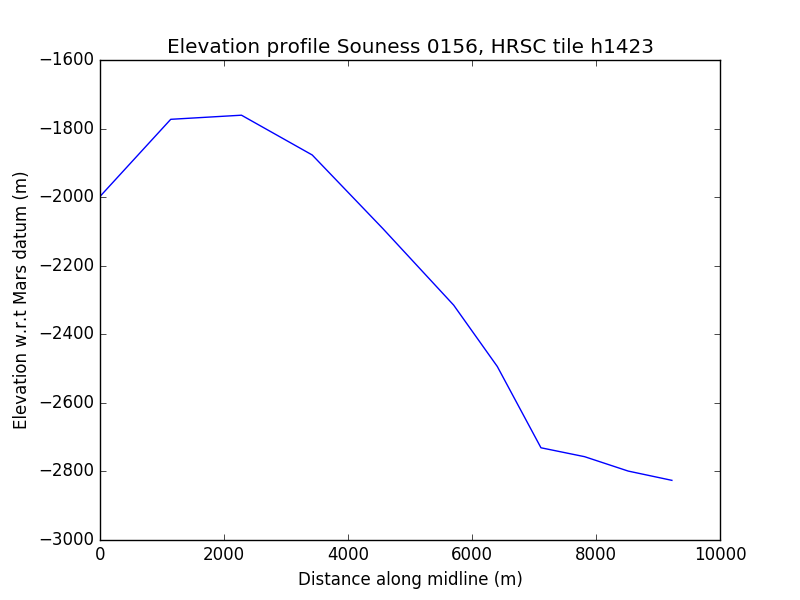 Elevation profile Souness 0156, HRSC tile h1423
−1600
−1800
−2000
−2200
−2400
−2600
−2800
−3000
Elevation w.r.t Mars datum (m)
0 2000 4000 6000 8000 10000
Distance along midline (m)